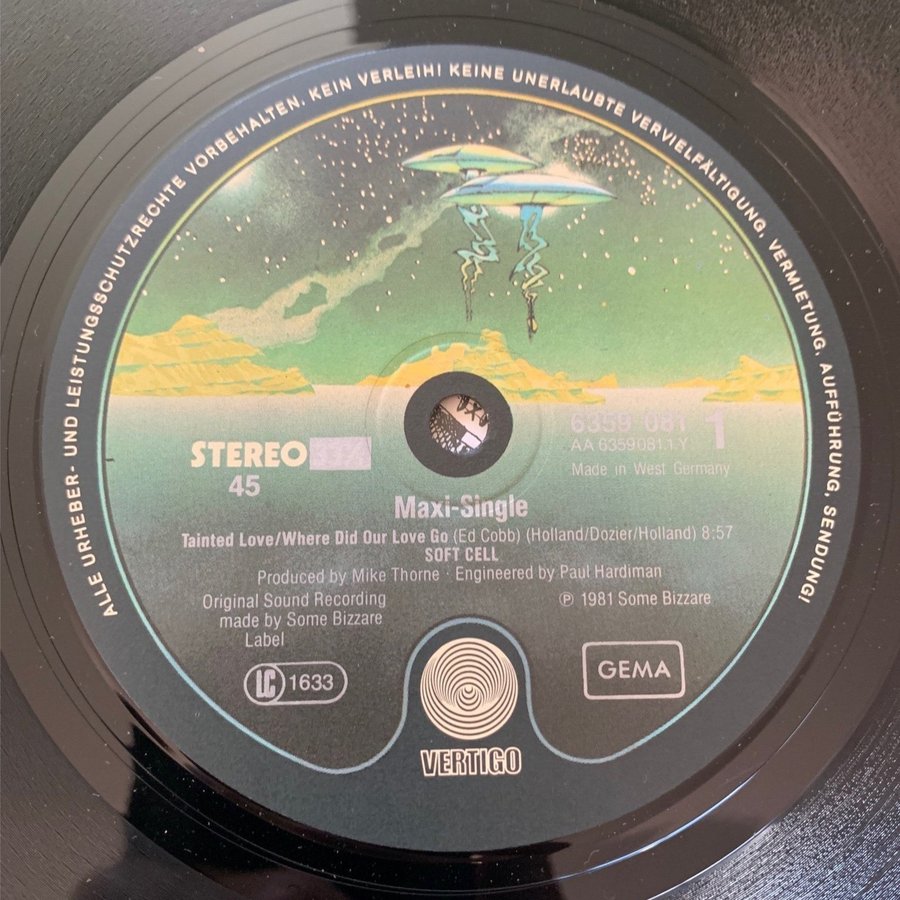 ALLE URHEBER- UND LEISTUNGSSCHUTZRECHTE VORBEHALTEN. KEIN VERLEIH! KEINE UNERLAUBTE VERVIELFÄLTIGUNG, VERMIETUNG, AUFFÜHRUNG, SENDUNG!
STEREO
45
6359 081 1
AA 6359 081.1.Y
Made in West Germany
Maxi-Single
Tainted Love/Where Did Our Love Go (Ed Cobb) (Holland/Dozier/Holland) 8:57
SOFT CELL
Produced by Mike Thorne · Engineered by Paul Hardiman
Original Sound Recording
made by Some Bizzare
Label
℗ 1981 Some Bizzare
LC 1633
GEMA
VERTIGO